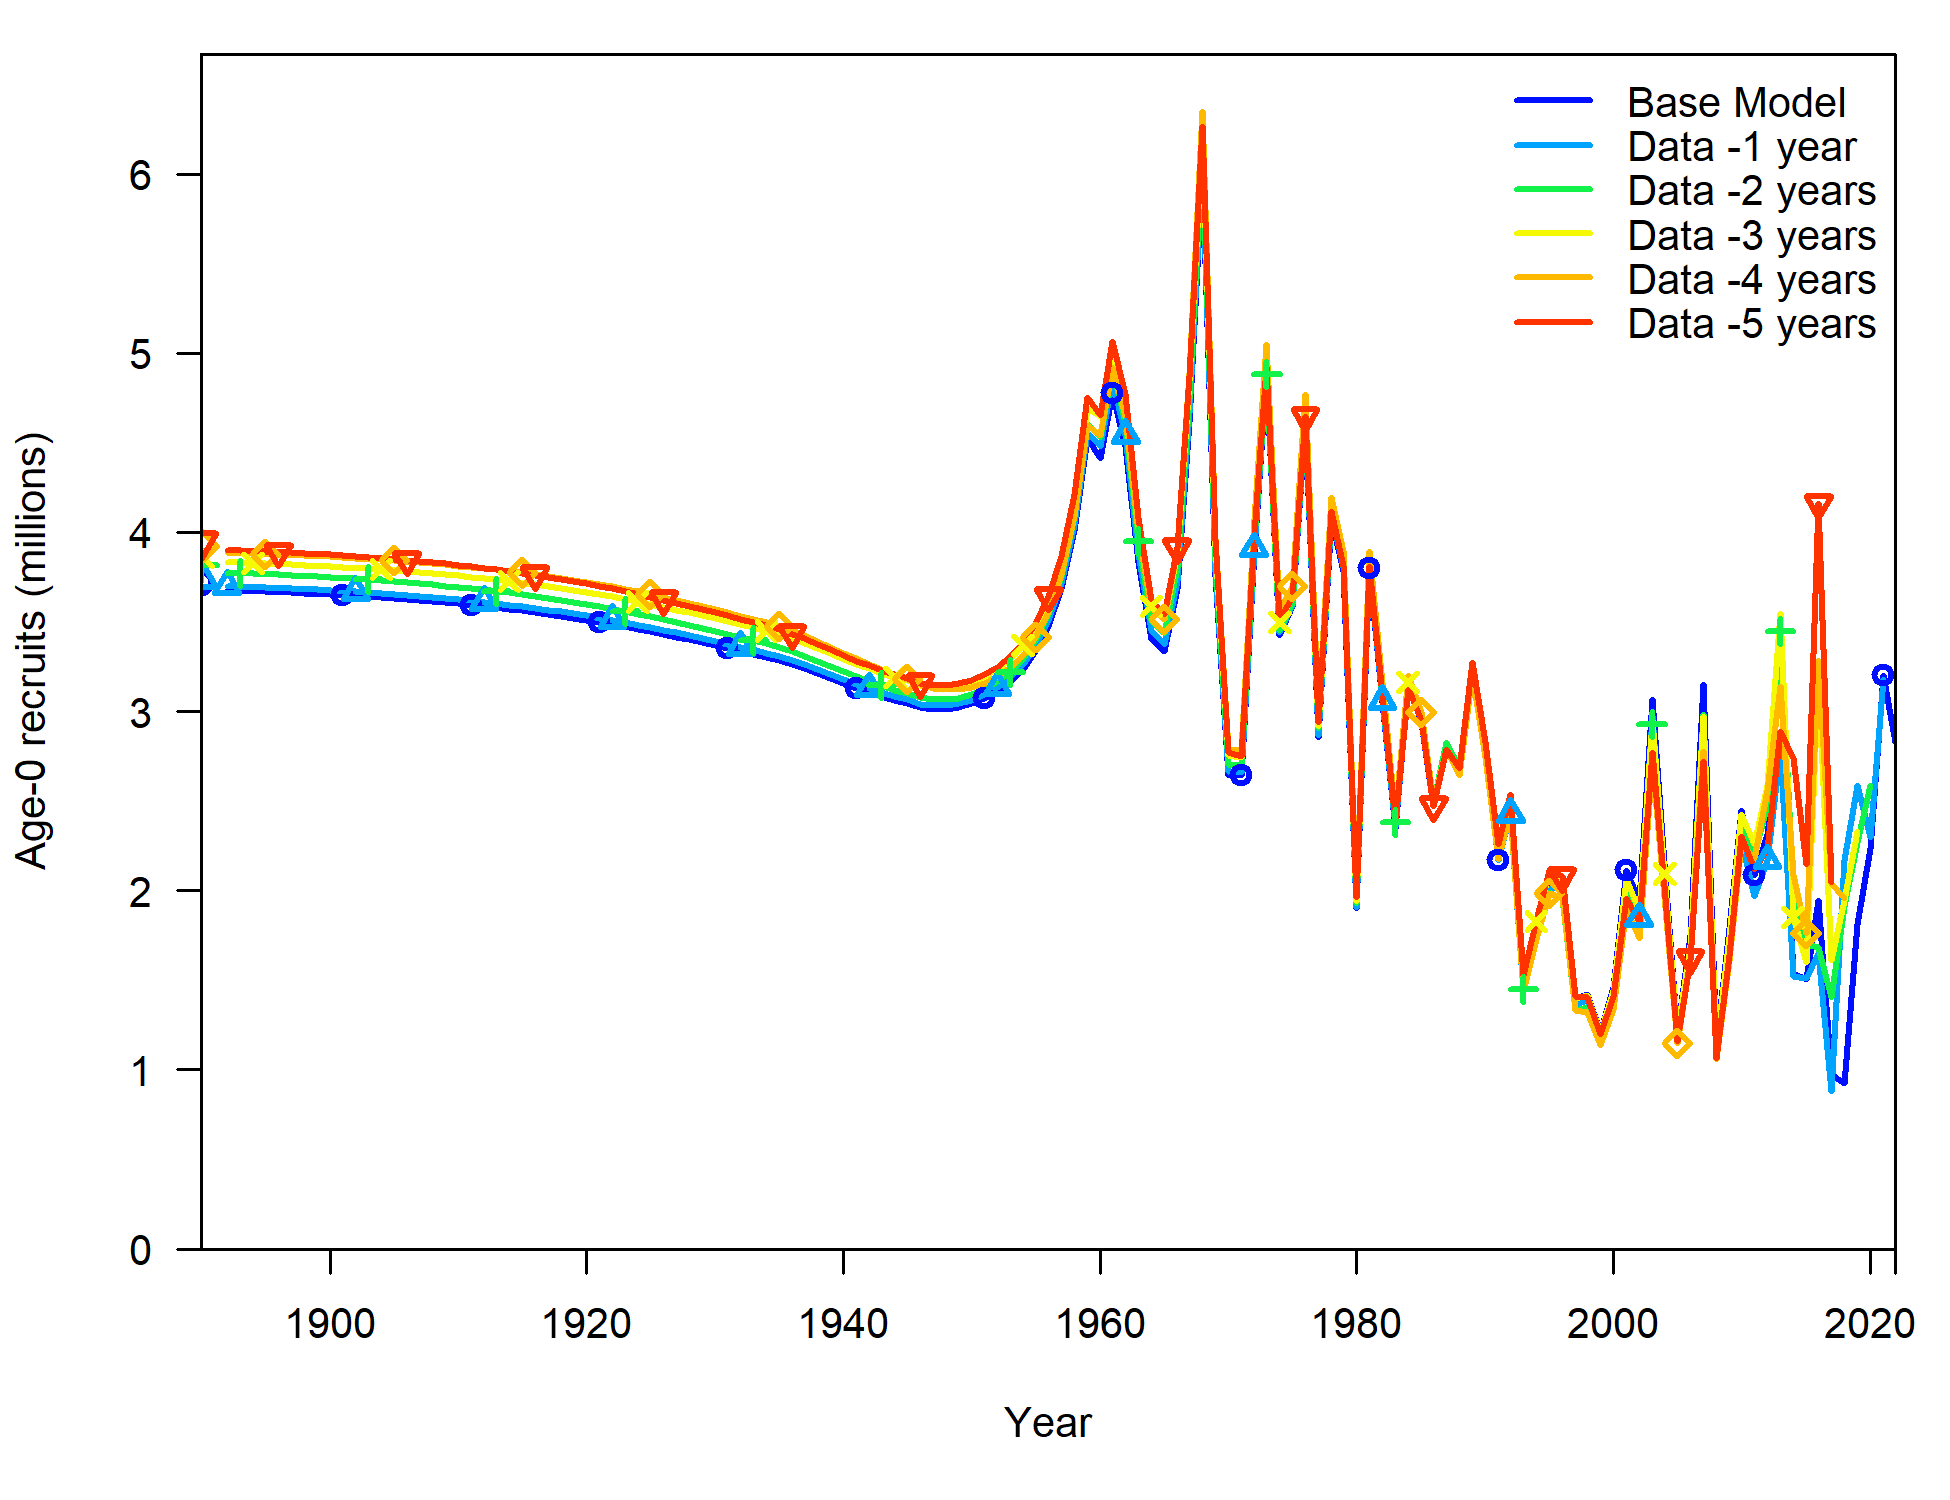 Base Model
Data -1 year
Data -2 years
Data -3 years
Data -4 years
Data -5 years
Age-0 recruits (millions)
6
5
4
3
2
1
0
1900 1920 1940 1960 1980 2000 2020
Year